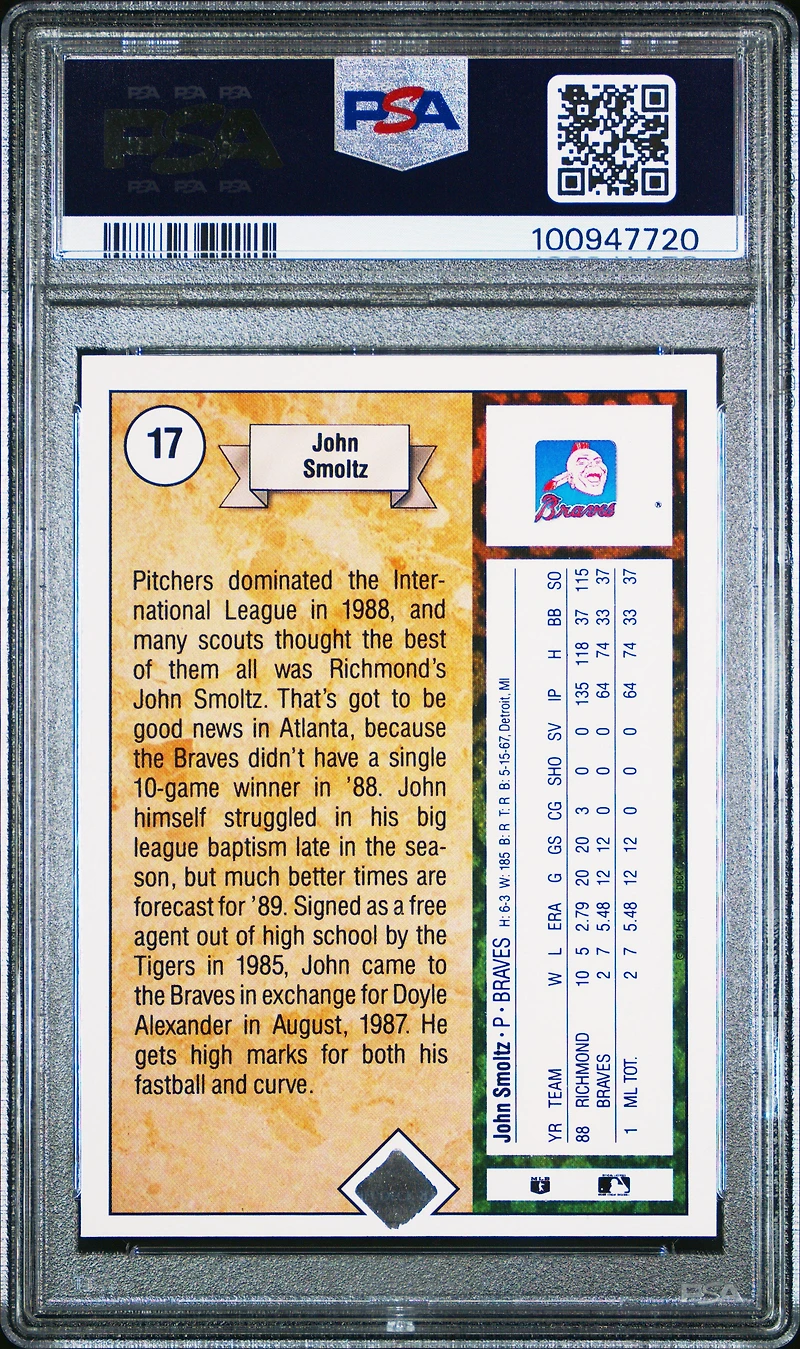 PSA PSA PSA
PSA
PSA PSA PSA
PSA
100947720
17
John
Smoltz
Pitchers dominated the Inter-
national League in 1988, and
many scouts thought the best
of them all was Richmond's
John Smoltz. That's got to be
good news in Atlanta, because
the Braves didn't have a single
10-game winner in '88. John
himself struggled in his big
league baptism late in the sea-
son, but much better times are
forecast for '89. Signed as a free
agent out of high school by the
Tigers in 1985, John came to
the Braves in exchange for Doyle
Alexander in August, 1987. He
gets high marks for both his
fastball and curve.
Braves
®
John Smoltz • P • BRAVES H: 6-3 W: 185 B: R T: R B: 5-15-67, Detroit, MI
YR TEAM W L ERA G GS CG SHO SV IP H BB SO
88 RICHMOND 10 5 2.79 20 20 3 0 0 135 118 37 115
BRAVES 2 7 5.48 12 12 0 0 0 64 74 33 37
1 ML TOT. 2 7 5.48 12 12 0 0 0 64 74 33 37
PSA